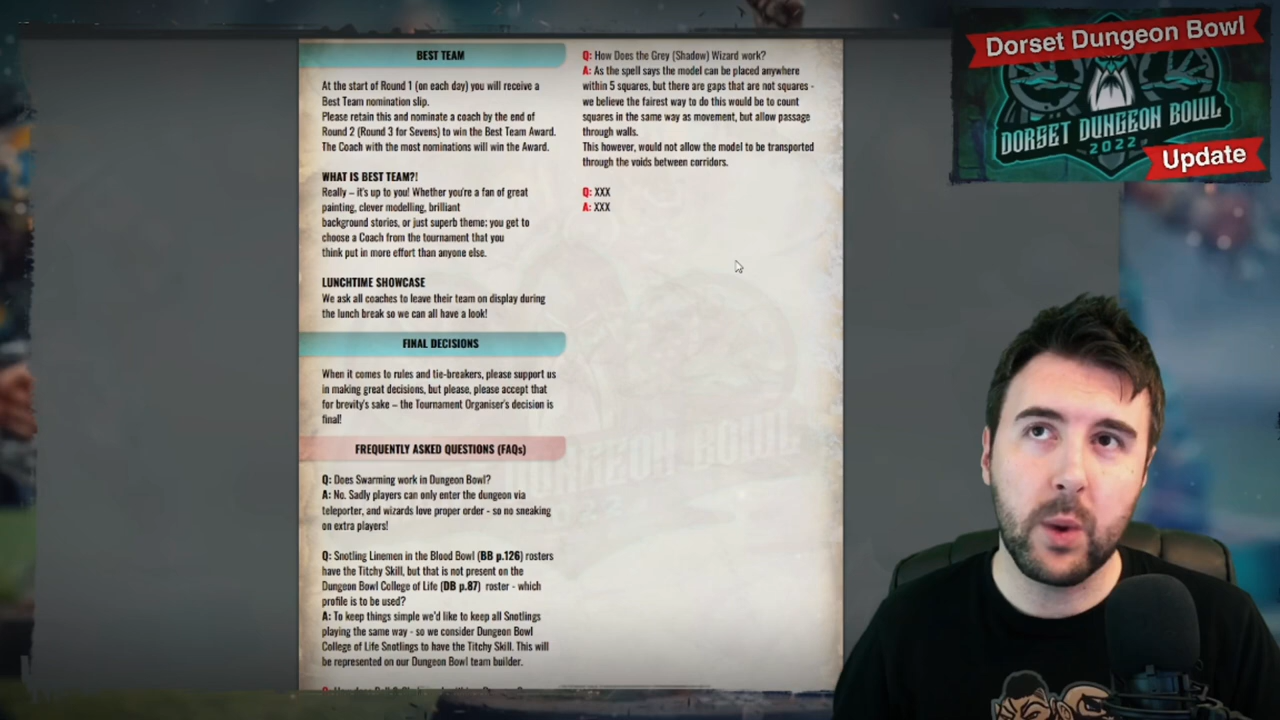 BEST TEAM
At the start of Round 1 (on each day) you will receive a
Best Team nomination slip.
Please retain this and nominate a coach by the end of
Round 2 (Round 3 for Sevens) to win the Best Team Award.
The Coach with the most nominations will win the Award.
WHAT IS BEST TEAM?!
Really – it's up to you! Whether you're a fan of great
painting, clever modelling, brilliant
background stories, or just superb theme; you get to
choose a Coach from the tournament that you
think put in more effort than anyone else.
LUNCHTIME SHOWCASE
We ask all coaches to leave their team on display during
the lunch break so we can all have a look!
FINAL DECISIONS
When it comes to rules and tie-breakers, please support us
in making great decisions, but please, please accept that
for brevity's sake – the Tournament Organiser's decision is
final!
FREQUENTLY ASKED QUESTIONS (FAQs)
Q: Does Swarming work in Dungeon Bowl?
A: No. Sadly players can only enter the dungeon via
teleporter, and wizards love proper order - so no sneaking
on extra players!
Q: Snotling Linemen in the Blood Bowl (BB p.126) rosters
have the Titchy Skill, but that is not present on the
Dungeon Bowl College of Life (DB p.87) roster - which
profile is to be used?
A: To keep things simple we'd like to keep all Snotlings
playing the same way - so we consider Dungeon Bowl
College of Life Snotlings to have the Titchy Skill. This will
be represented on our Dungeon Bowl team builder.
Q: How Does the Grey (Shadow) Wizard work?
A: As the spell says the model can be placed anywhere
within 5 squares, but there are gaps that are not squares -
we believe the fairest way to do this would be to count
squares in the same way as movement, but allow passage
through walls.
This however, would not allow the model to be transported
through the voids between corridors.
Q: XXX
A: XXX
DUNGEON BOWL
Dorset Dungeon Bowl
DORSET DUNGEON BOWL
2022
Update